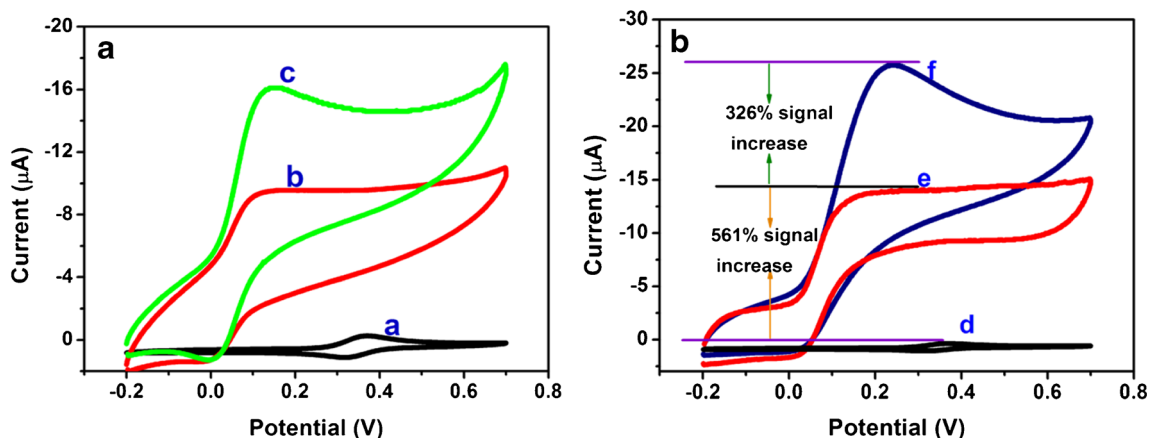 a
-20
-16
-12
-8
-4
0
Current (μA)
c
b
a
-0.2 0.0 0.2 0.4 0.6 0.8
Potential (V)
b
-30
-25
-20
-15
-10
-5
0
Current (μA)
f
326% signal
increase
e
561% signal
increase
d
-0.2 0.0 0.2 0.4 0.6 0.8
Potential (V)